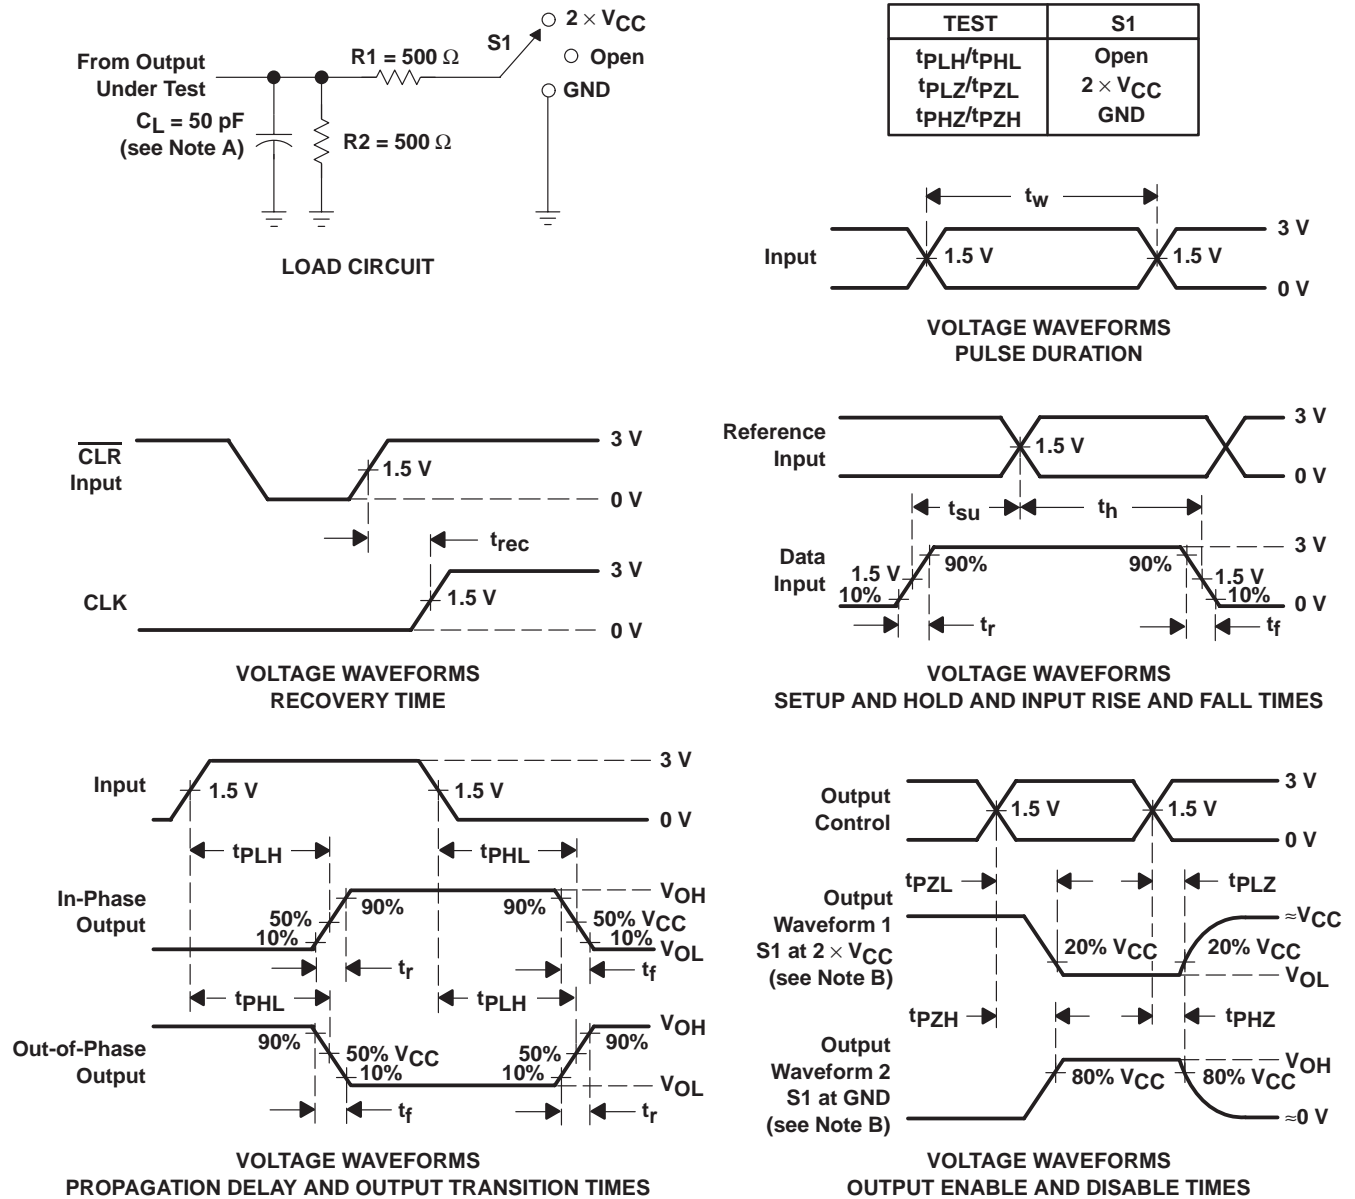 From Output
Under Test
CL = 50 pF
(see Note A)
R1 = 500 Ω
R2 = 500 Ω
S1
2 × VCC
Open
GND
LOAD CIRCUIT
TEST S1
tPLH/tPHL Open
tPLZ/tPZL 2 × VCC
tPHZ/tPZH GND
tw
Input
1.5 V
1.5 V
3 V
0 V
VOLTAGE WAVEFORMS
PULSE DURATION
CLR
Input
1.5 V
3 V
0 V
trec
CLK
1.5 V
3 V
0 V
VOLTAGE WAVEFORMS
RECOVERY TIME
Reference
Input
1.5 V
3 V
0 V
tsu
th
Data
Input
1.5 V
10%
90%
90%
1.5 V
10%
3 V
0 V
tr
tf
VOLTAGE WAVEFORMS
SETUP AND HOLD AND INPUT RISE AND FALL TIMES
Input
1.5 V
1.5 V
3 V
0 V
tPLH
tPHL
In-Phase
Output
50%
10%
90%
90%
50% VCC
10%
VOH
VOL
tr
tf
tPHL
tPLH
Out-of-Phase
Output
90%
50% VCC
10%
50%
10%
90%
VOH
VOL
tf
tr
VOLTAGE WAVEFORMS
PROPAGATION DELAY AND OUTPUT TRANSITION TIMES
Output
Control
1.5 V
1.5 V
3 V
0 V
tPZL
tPLZ
Output
Waveform 1
S1 at 2 × VCC
(see Note B)
20% VCC
20% VCC
≈VCC
VOL
tPZH
tPHZ
Output
Waveform 2
S1 at GND
(see Note B)
80% VCC
80% VCC
VOH
≈0 V
VOLTAGE WAVEFORMS
OUTPUT ENABLE AND DISABLE TIMES